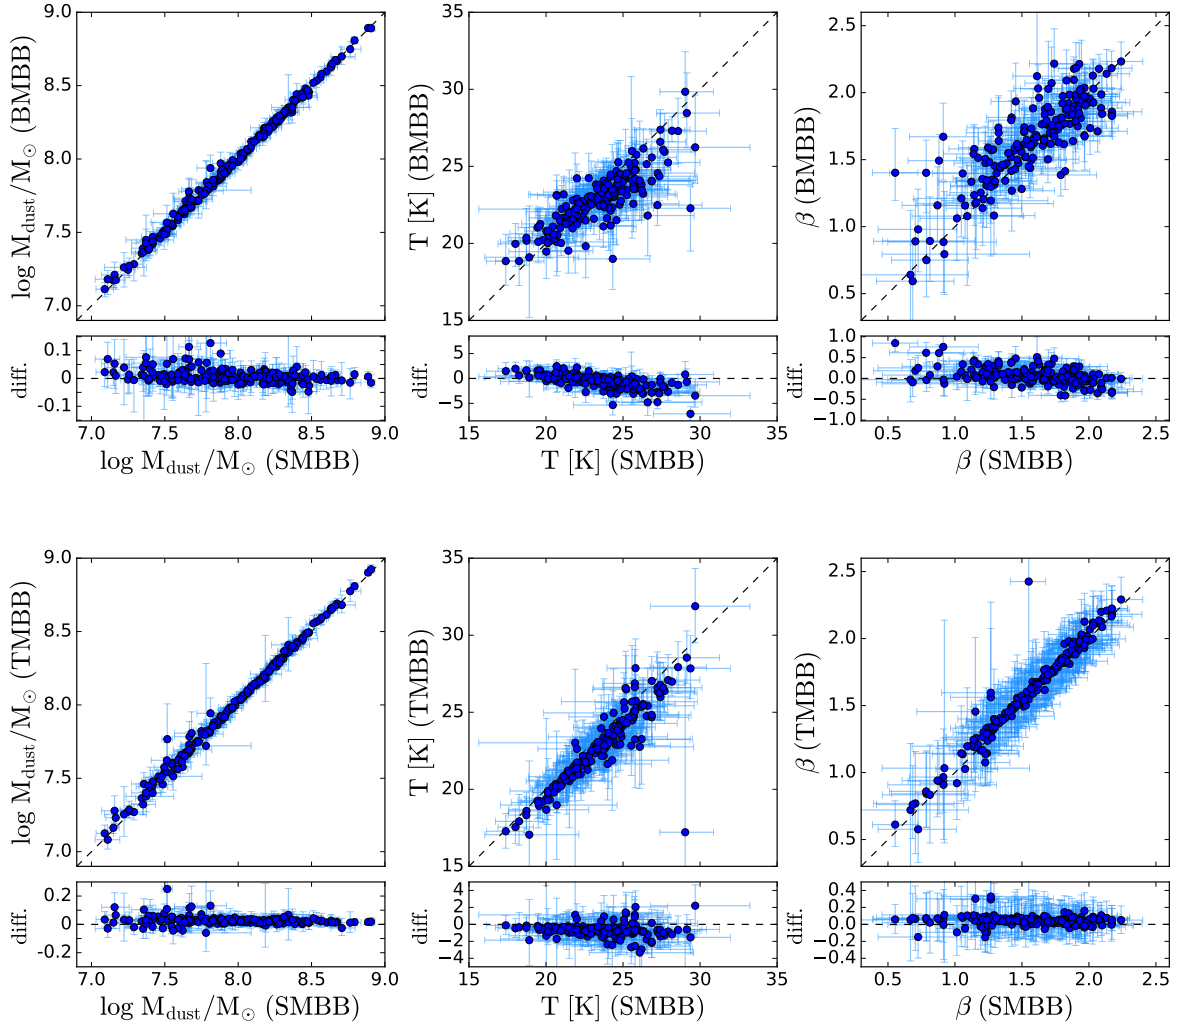 9.0
8.5
8.0
7.5
7.0
log M_dust/M_⊙ (BMBB)
0.1
0
-0.1
diff.
7.0 7.5 8.0 8.5 9.0
log M_dust/M_⊙ (SMBB)
35
30
25
20
15
T [K] (BMBB)
5
0
−5
diff.
15 20 25 30 35
T [K] (SMBB)
2.5
2.0
1.5
1.0
0.5
β (BMBB)
1.0
0.5
0.0
−0.5
−1.0
diff.
0.5 1.0 1.5 2.0 2.5
β (SMBB)
9.0
8.5
8.0
7.5
7.0
log M_dust/M_⊙ (TMBB)
0.2
0
-0.2
diff.
7.0 7.5 8.0 8.5 9.0
log M_dust/M_⊙ (SMBB)
35
30
25
20
15
T [K] (TMBB)
4
2
0
−2
−4
diff.
15 20 25 30 35
T [K] (SMBB)
2.5
2.0
1.5
1.0
0.5
β (TMBB)
0.4
0.2
0.0
−0.2
−0.4
diff.
0.5 1.0 1.5 2.0 2.5
β (SMBB)